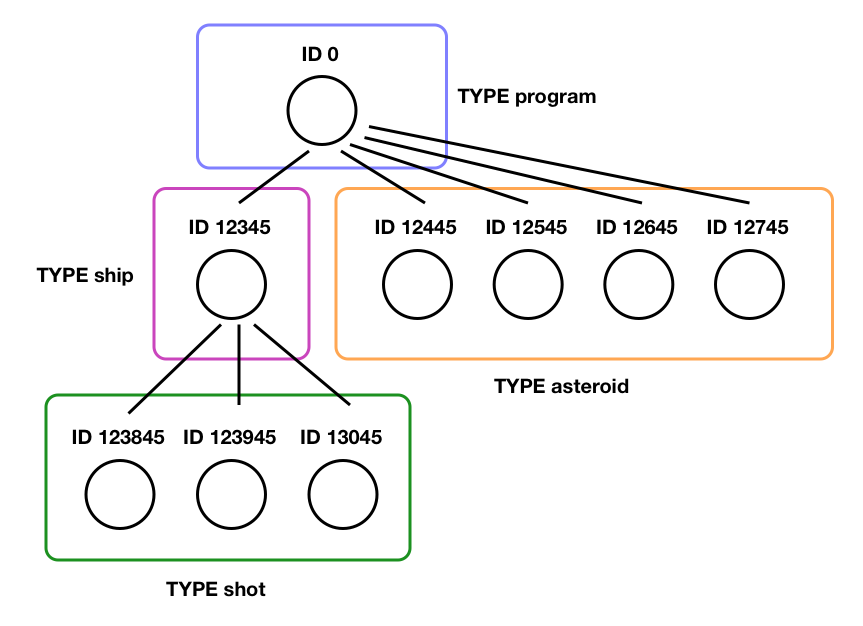 ID 0
TYPE program
ID 12345
ID 12445
ID 12545
ID 12645
ID 12745
TYPE ship
TYPE asteroid
ID 123845
ID 123945
ID 13045
TYPE shot